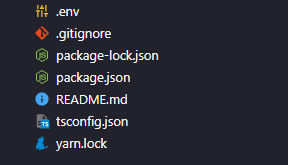 .env
.gitignore
package-lock.json
package.json
README.md
tsconfig.json
yarn.lock